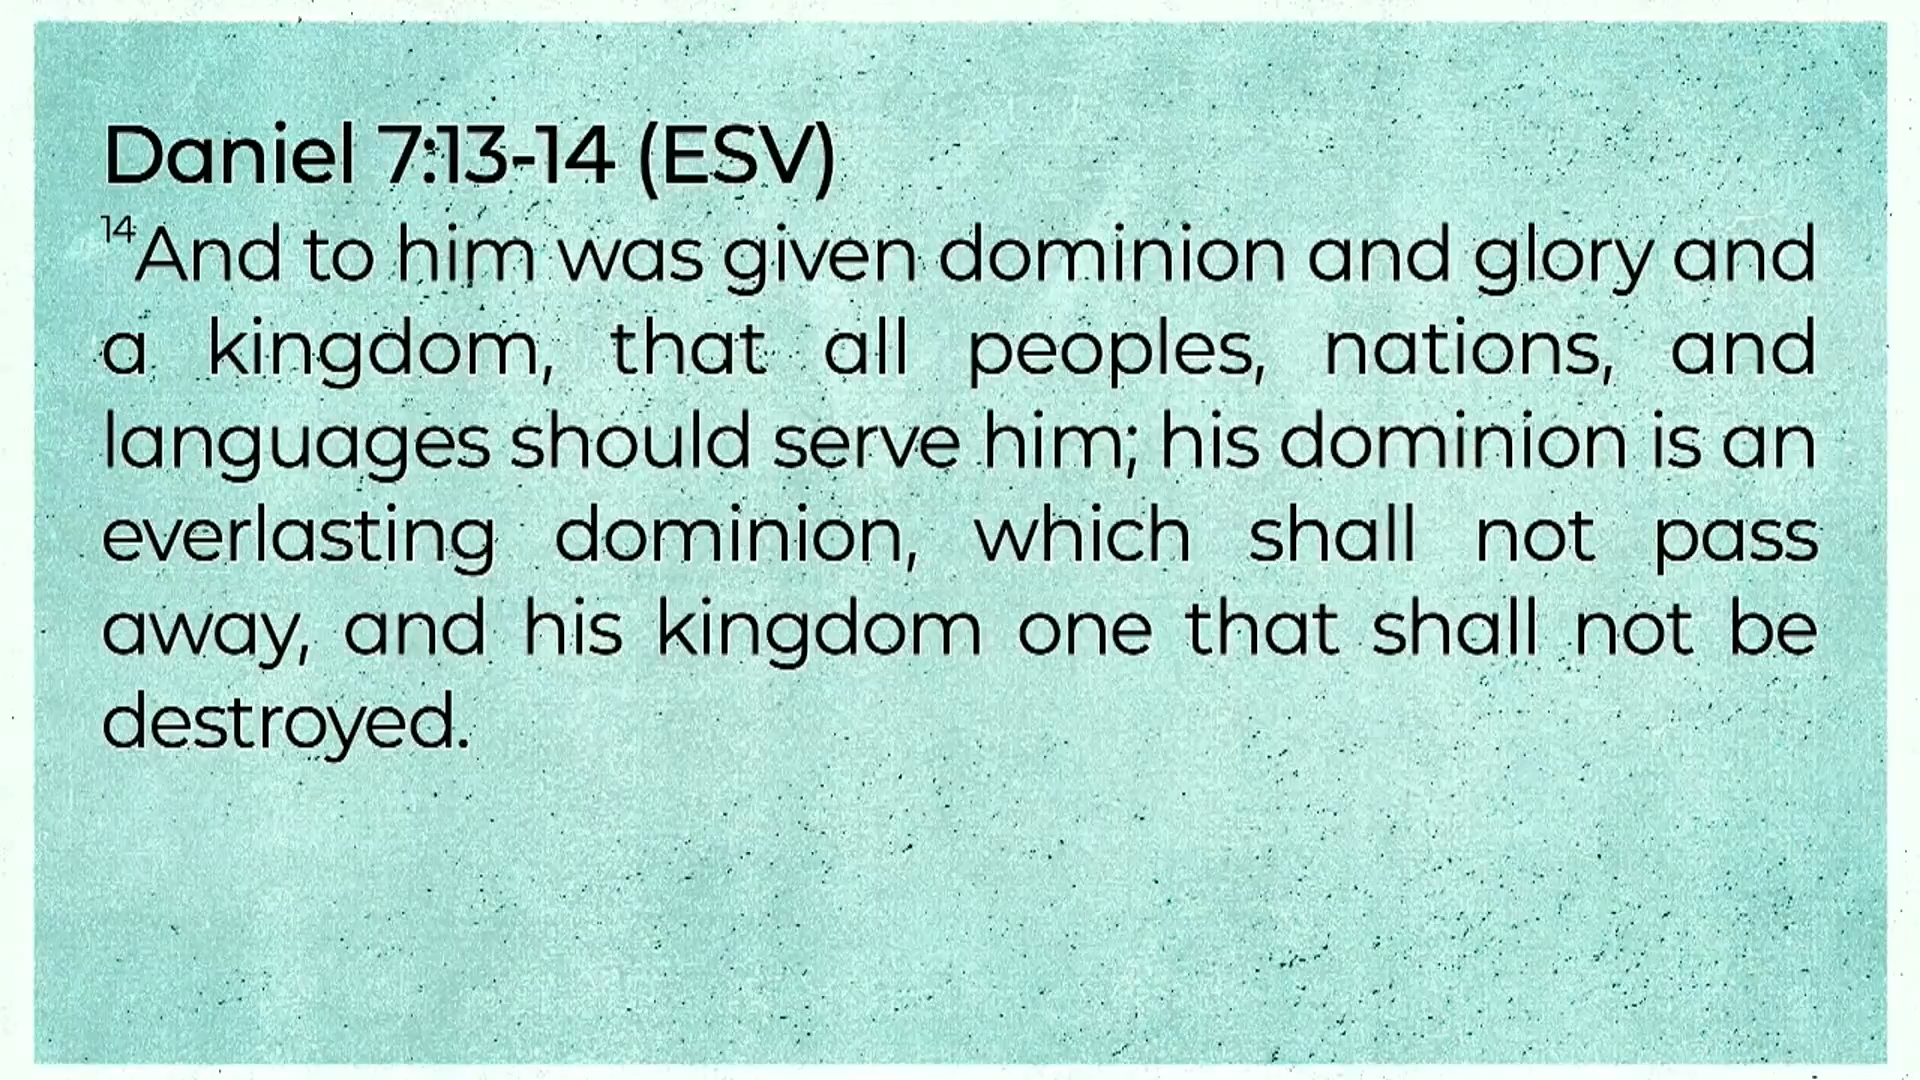 Daniel 7:13-14 (ESV)
14And to him was given dominion and glory and
a kingdom, that all peoples, nations, and
languages should serve him; his dominion is an
everlasting dominion, which shall not pass
away, and his kingdom one that shall not be
destroyed.